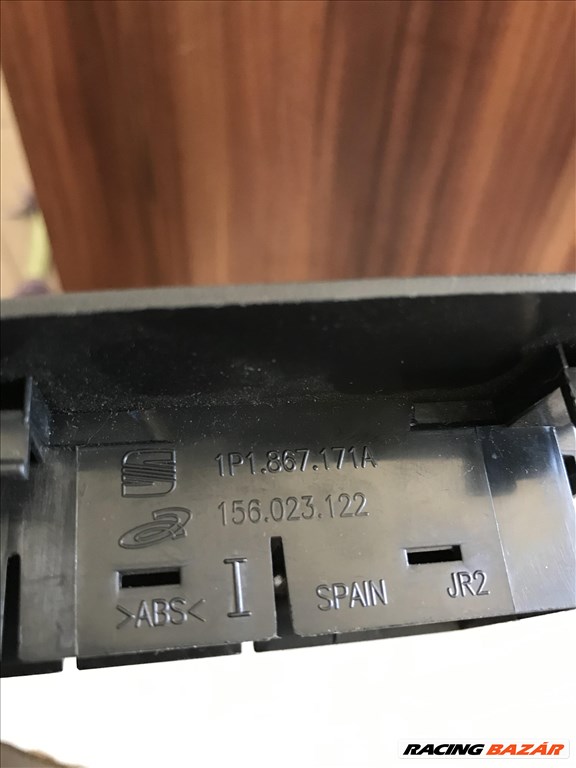 1P1.867.171A
156.023.122
>ABS< I SPAIN JR2
RACING BAZÁR